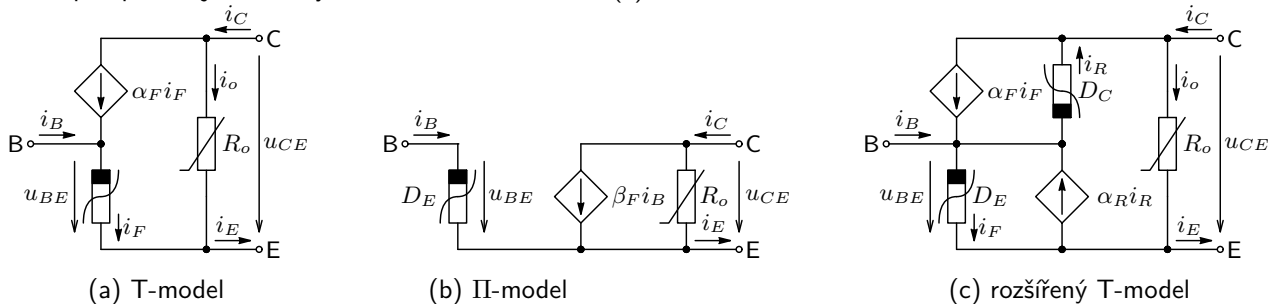 i_C
C
α_F i_F
i_o
i_B
B
R_o
u_CE
u_BE
i_F
i_E
E
(a) T-model
i_B
B
i_C
C
D_E
u_BE
β_F i_B
R_o
u_CE
i_E
E
(b) Π-model
i_C
C
i_R
α_F i_F
D_C
i_o
i_B
B
R_o
u_CE
u_BE
D_E
α_R i_R
i_F
i_E
E
(c) rozšířený T-model